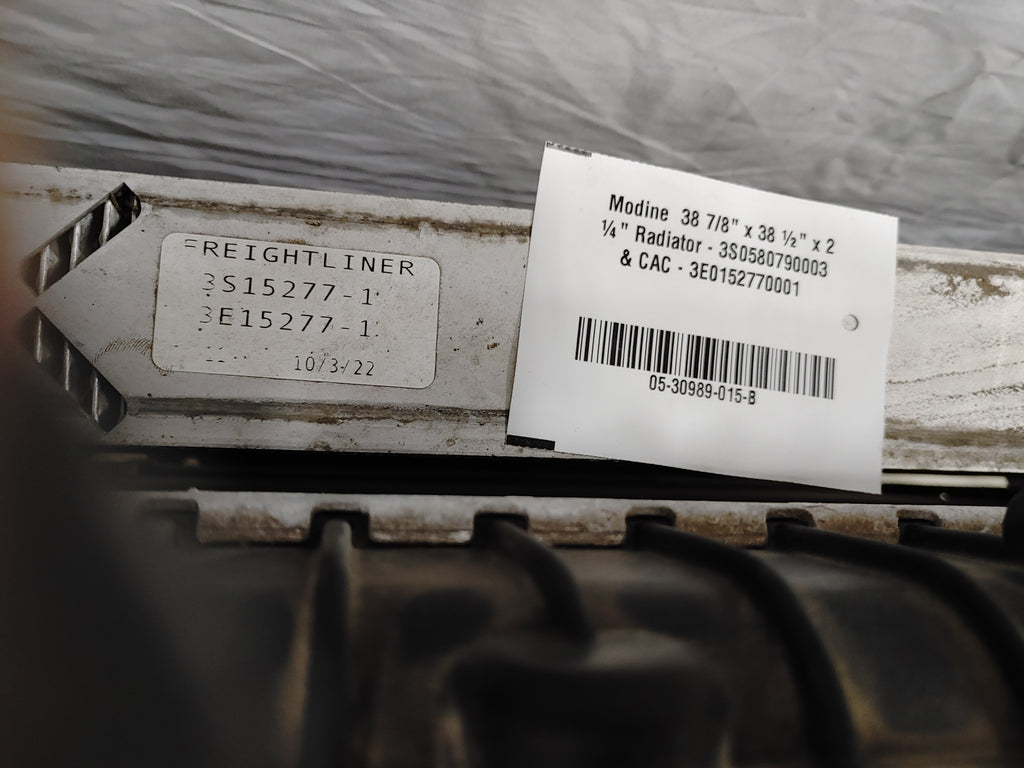 FREIGHTLINER
3S15277-1
3E15277-1
10/3/22
Modine 38 7/8" x 38 ½" x 2
¼" Radiator - 3S0580790003
& CAC - 3E0152770001
05-30989-015-B